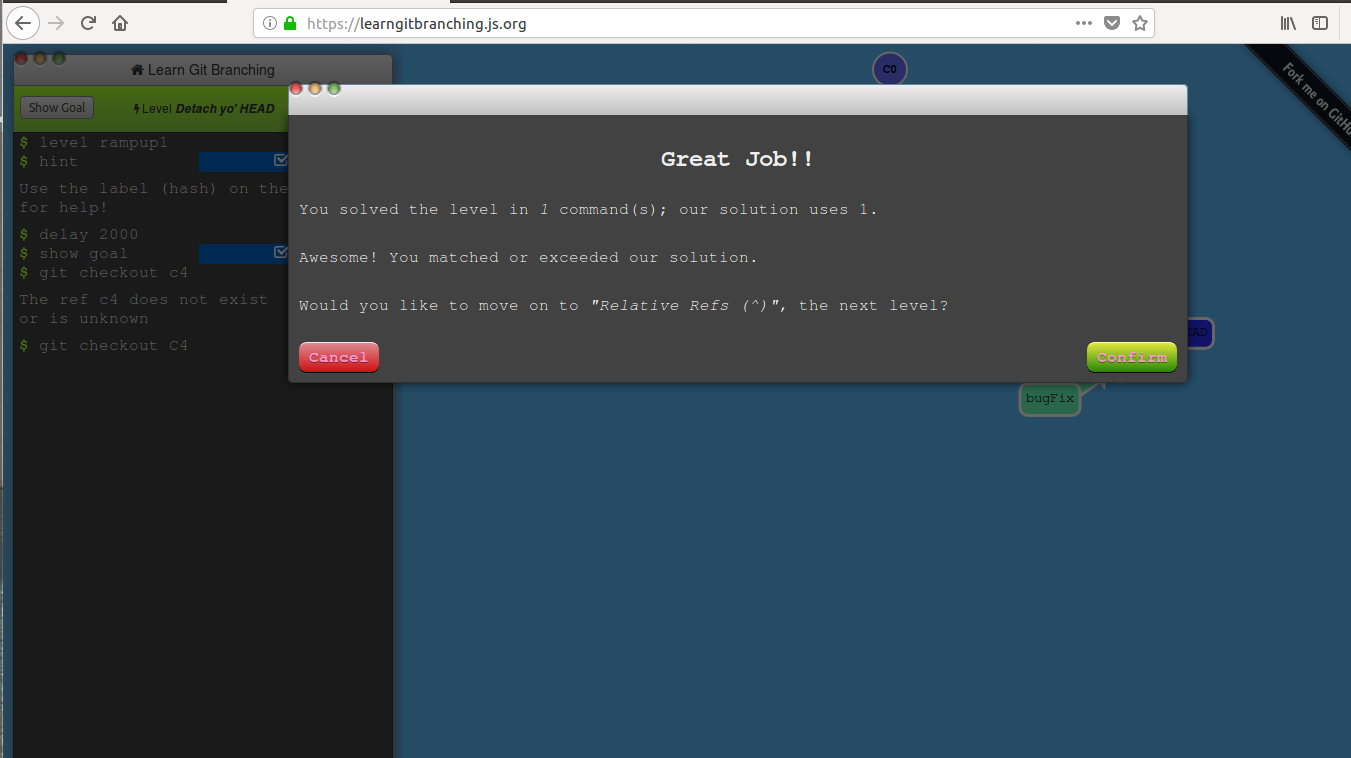 https://learngitbranching.js.org
Learn Git Branching
Show Goal
Level Detach yo' HEAD
$ level rampup1
$ hint
Use the label (hash) on the
for help!
$ delay 2000
$ show goal
$ git checkout c4
The ref c4 does not exist
or is unknown
$ git checkout C4
C0
Fork me on
Great Job!!
You solved the level in 1 command(s); our solution uses 1.
Awesome! You matched or exceeded our solution.
Would you like to move on to "Relative Refs (^)", the next level?
Cancel
Confirm
bugFix